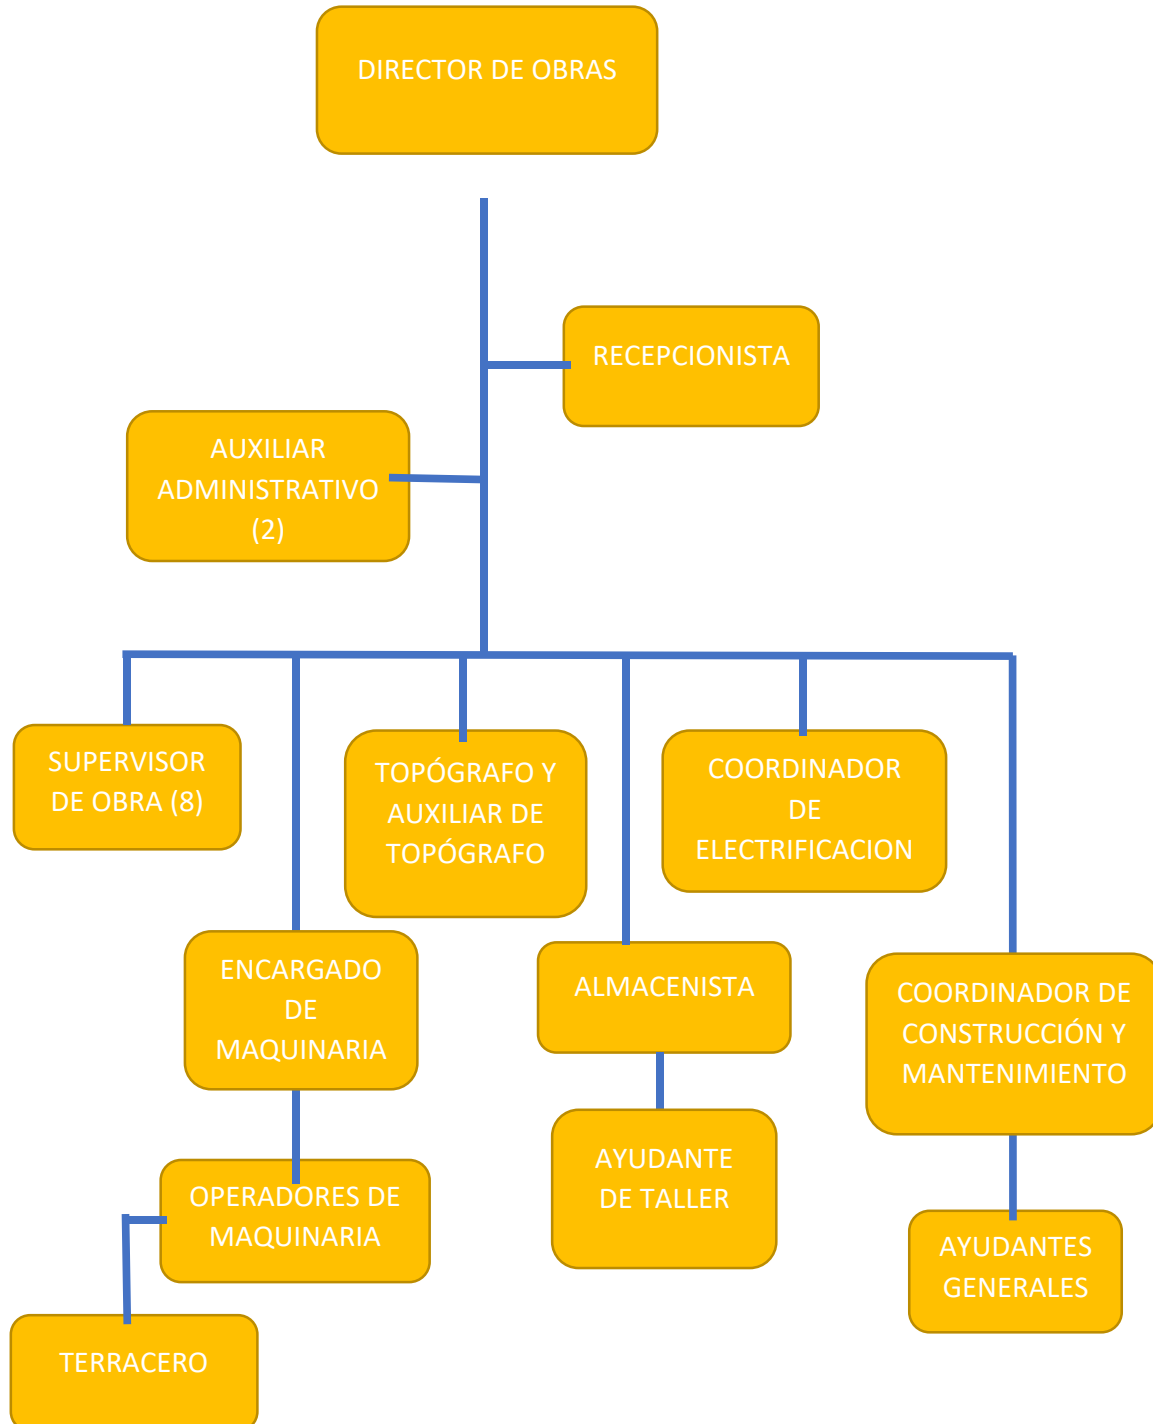 DIRECTOR DE OBRAS
RECEPCIONISTA
AUXILIAR
ADMINISTRATIVO
(2)
SUPERVISOR
DE OBRA (8)
TOPÓGRAFO Y
AUXILIAR DE
TOPÓGRAFO
COORDINADOR
DE
ELECTRIFICACION
ENCARGADO
DE
MAQUINARIA
ALMACENISTA
COORDINADOR DE
CONSTRUCCIÓN Y
MANTENIMIENTO
OPERADORES DE
MAQUINARIA
AYUDANTE
DE TALLER
AYUDANTES
GENERALES
TERRACERO